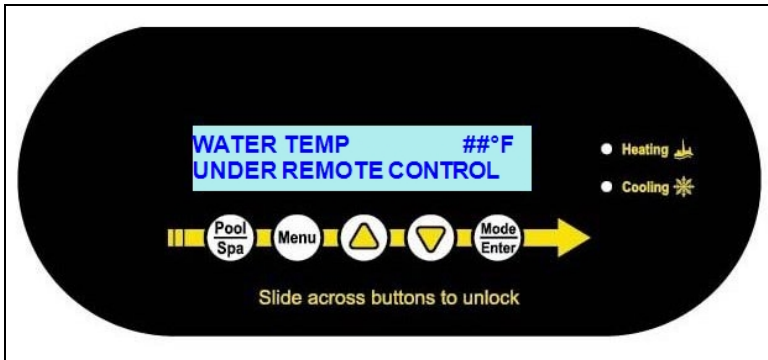 WATER TEMP ##°F
UNDER REMOTE CONTROL
Heating
Cooling
Pool
Spa
Menu
Mode
Enter
Slide across buttons to unlock